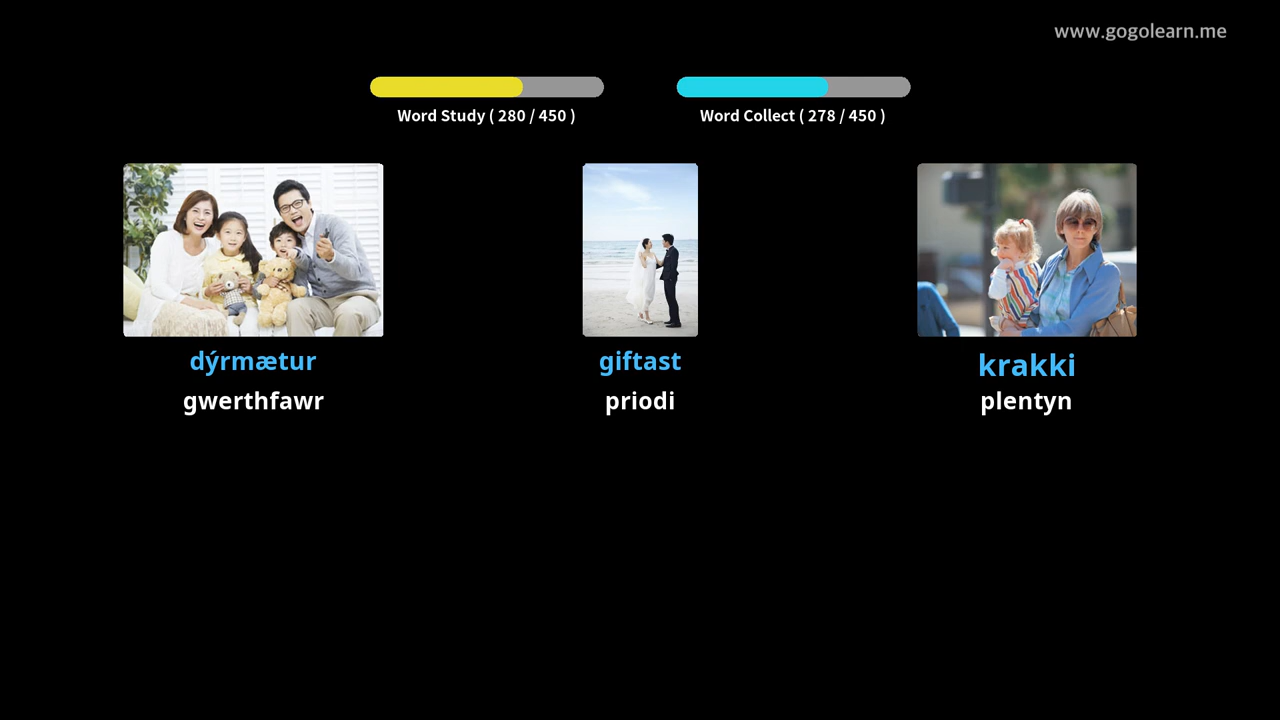 www.gogolearn.me
Word Study ( 280 / 450 )
Word Collect ( 278 / 450 )
dýrmætur
gwerthfawr
giftast
priodi
krakki
plentyn